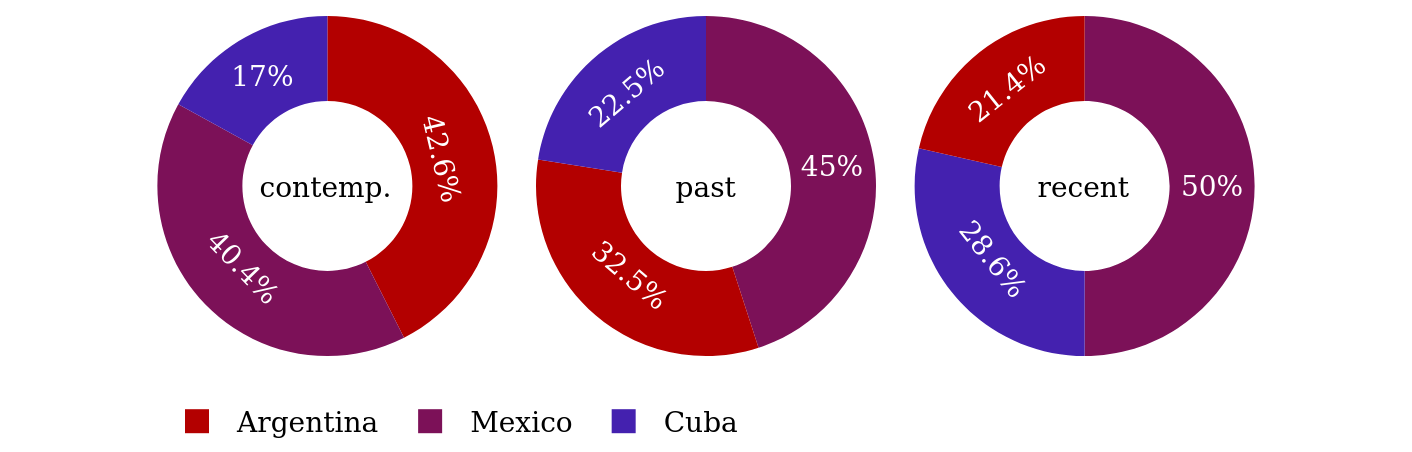 17%
42.6%
contemp.
40.4%
22.5%
45%
past
32.5%
21.4%
50%
recent
28.6%
Argentina
Mexico
Cuba